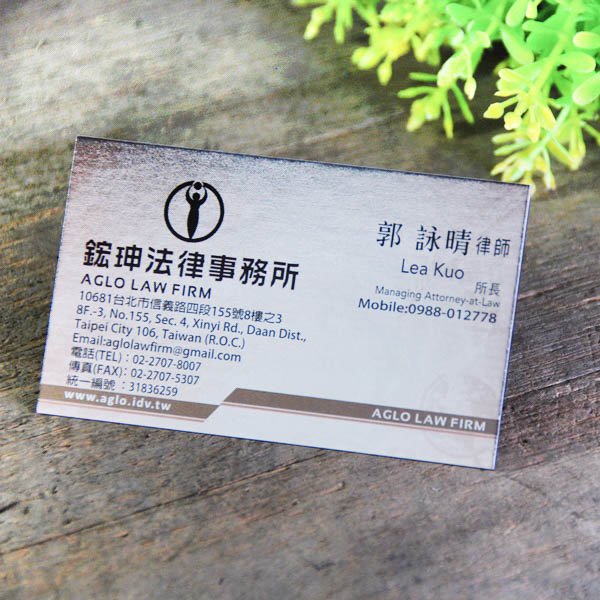 鋐珅法律事務所
AGLO LAW FIRM
10681台北市信義路四段155號8樓之3
8F.-3, No.155, Sec. 4, Xinyi Rd., Daan Dist.,
Taipei City 106, Taiwan (R.O.C.)
Email:aglolawfirm@gmail.com
電話(TEL) : 02-2707-8007
傳真(FAX): 02-2707-5307
統一編號 : 31836259
www.aglo.idv.tw
郭 詠晴律師
Lea Kuo
所長
Managing Attorney-at-Law
Mobile:0988-012778
AGLO LAW FIRM